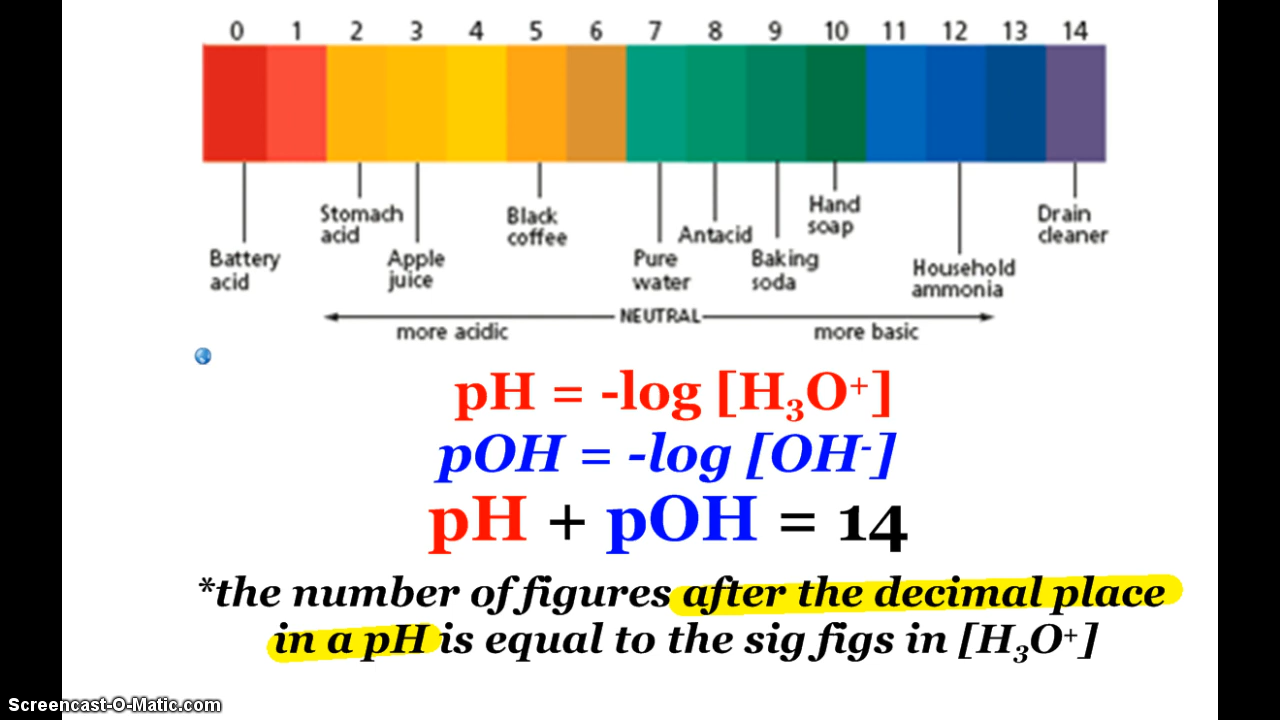 0 1 2 3 4 5 6 7 8 9 10 11 12 13 14
Battery
acid
Stomach
acid
Apple
juice
Black
coffee
Pure
water
Antacid
Baking
soda
Hand
soap
Household
ammonia
Drain
cleaner
NEUTRAL
more acidic more basic
pH = -log [H₃O⁺]
pOH = -log [OH⁻]
pH + pOH = 14
*the number of figures after the decimal place
in a pH is equal to the sig figs in [H₃O⁺]
Screencast-O-Matic.com